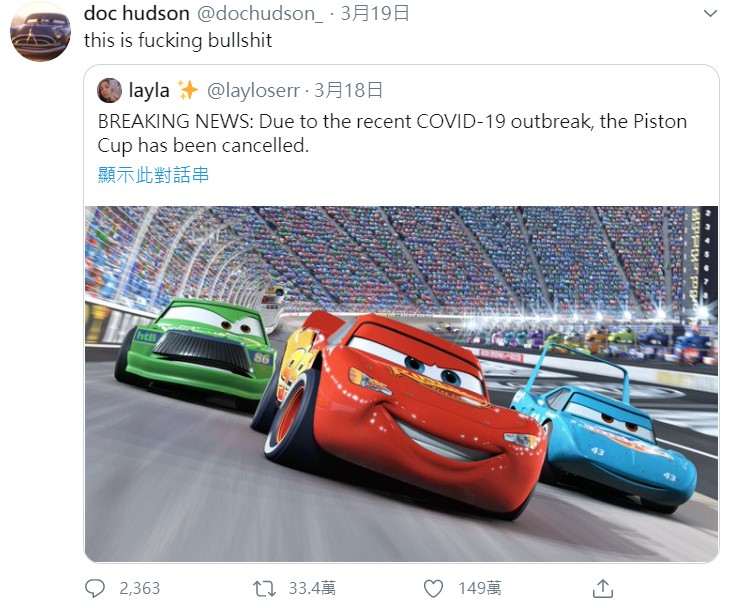 doc hudson @dochudson_ · 3月19日
this is fucking bullshit
layla ✨ @layloserr · 3月18日
BREAKING NEWS: Due to the recent COVID-19 outbreak, the Piston
Cup has been cancelled.
顯示此對話串
htB
86
43
43
2,363
33.4萬
149萬